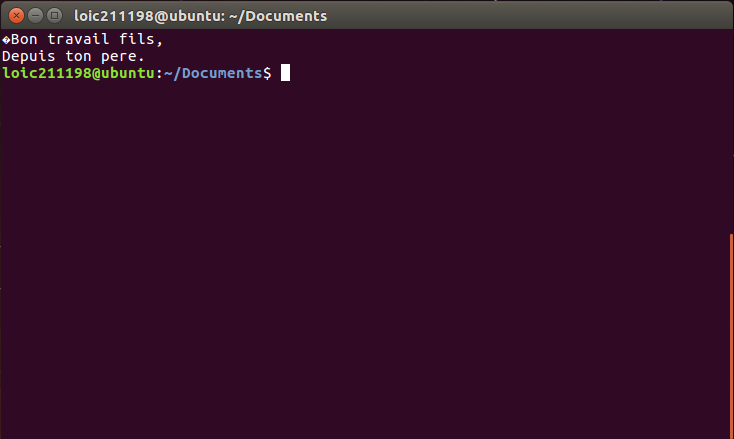 loic211198@ubuntu: ~/Documents
�Bon travail fils,
Depuis ton pere.
loic211198@ubuntu:~/Documents$